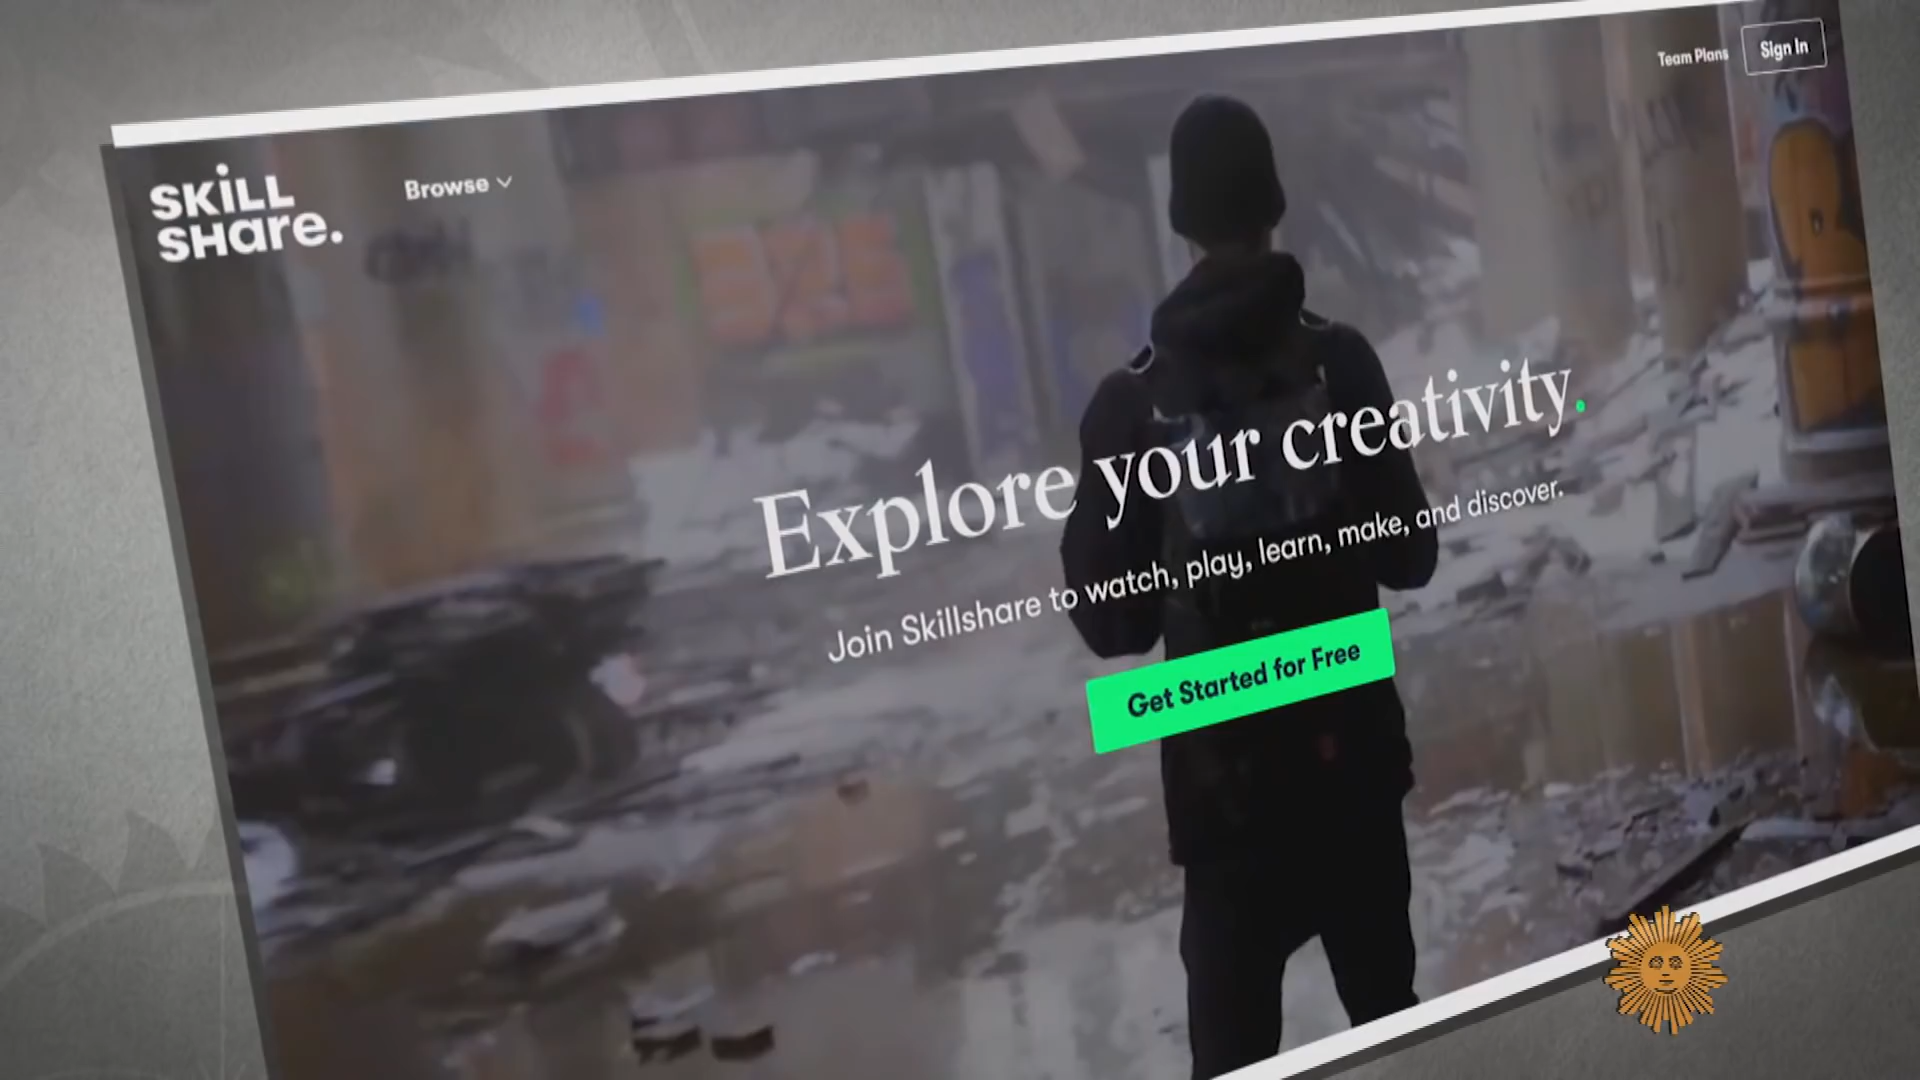 Team Plans
Sign In
SKiLL
SHare.
Browse
Explore your creativity.
Join Skillshare to watch, play, learn, make, and discover.
Get Started for Free